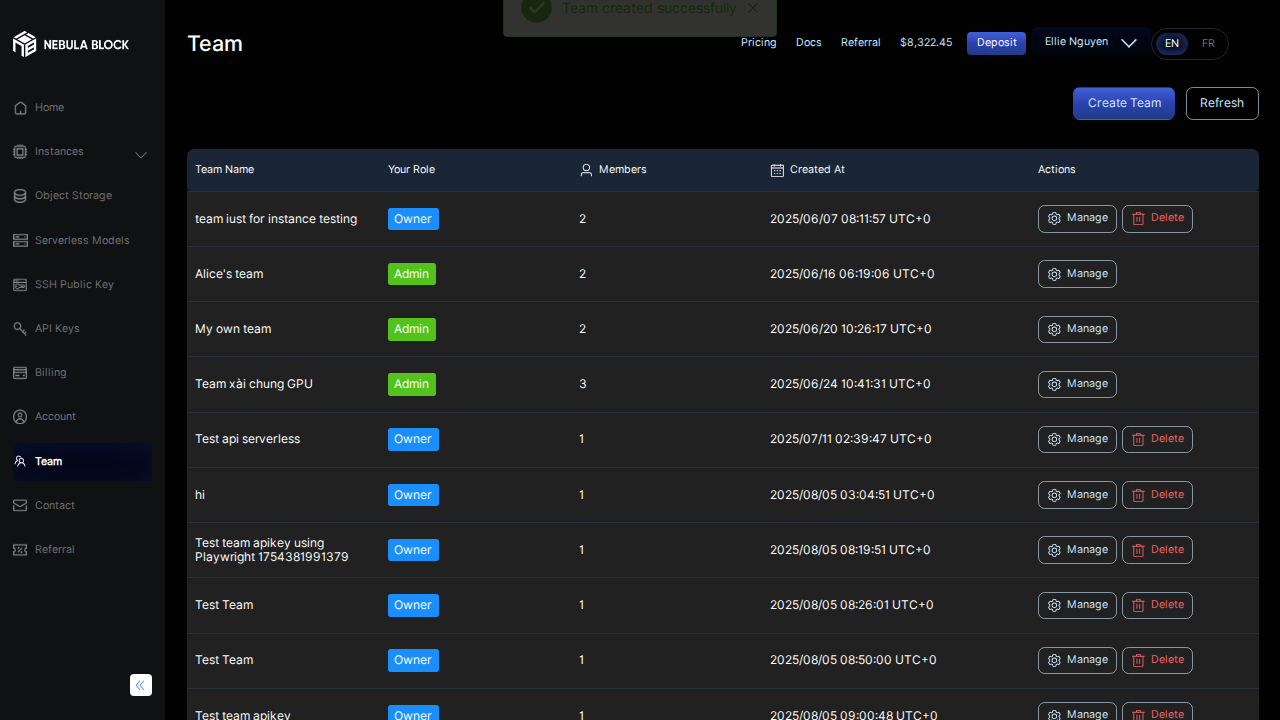 Team created successfully
NEBULA BLOCK
Team
Pricing Docs Referral $8,322.45 Deposit Ellie Nguyen EN FR
Create Team Refresh
Home
Instances
Object Storage
Serverless Models
SSH Public Key
API Keys
Billing
Account
Team
Contact
Referral
Team Name Your Role Members Created At Actions
team iust for instance testing Owner 2 2025/06/07 08:11:57 UTC+0 Manage Delete
Alice's team Admin 2 2025/06/16 06:19:06 UTC+0 Manage
My own team Admin 2 2025/06/20 10:26:17 UTC+0 Manage
Team xài chung GPU Admin 3 2025/06/24 10:41:31 UTC+0 Manage
Test api serverless Owner 1 2025/07/11 02:39:47 UTC+0 Manage Delete
hi Owner 1 2025/08/05 03:04:51 UTC+0 Manage Delete
Test team apikey using
Playwright 1754381991379 Owner 1 2025/08/05 08:19:51 UTC+0 Manage Delete
Test Team Owner 1 2025/08/05 08:26:01 UTC+0 Manage Delete
Test Team Owner 1 2025/08/05 08:50:00 UTC+0 Manage Delete
Test team apikey Owner 1 2025/08/05 09:00:48 UTC+0 Manage Delete